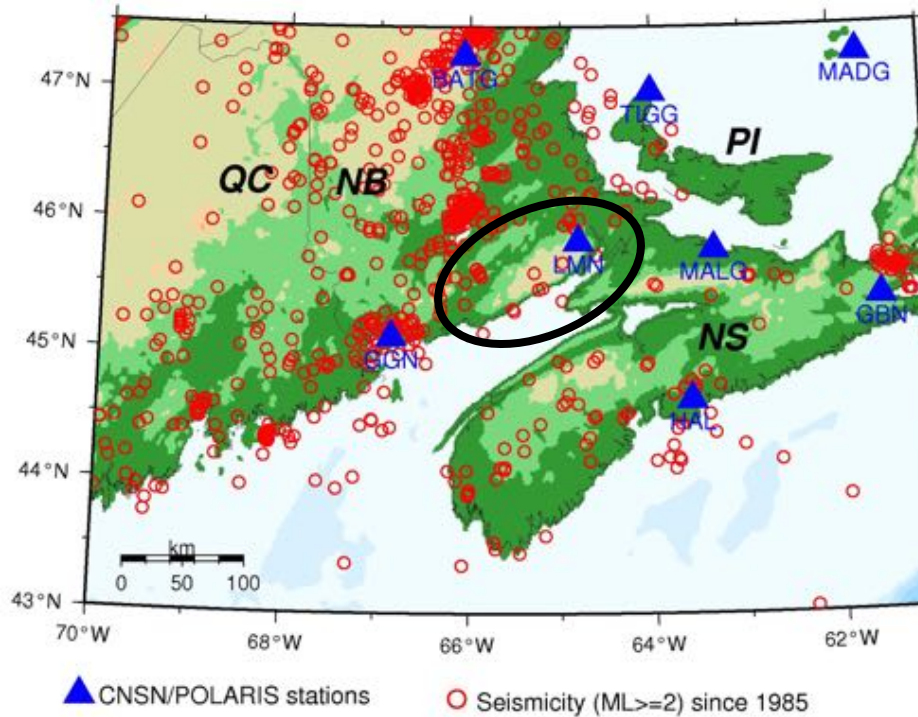 47°N
46°N
45°N
44°N
43°N
70°W
68°W
66°W
64°W
62°W
BATG
TIGG
MADG
PI
QC
NB
LMN
MALG
GBN
GGN
NS
HAL
km
0 50 100
CNSN/POLARIS stations
Seismicity (ML>=2) since 1985